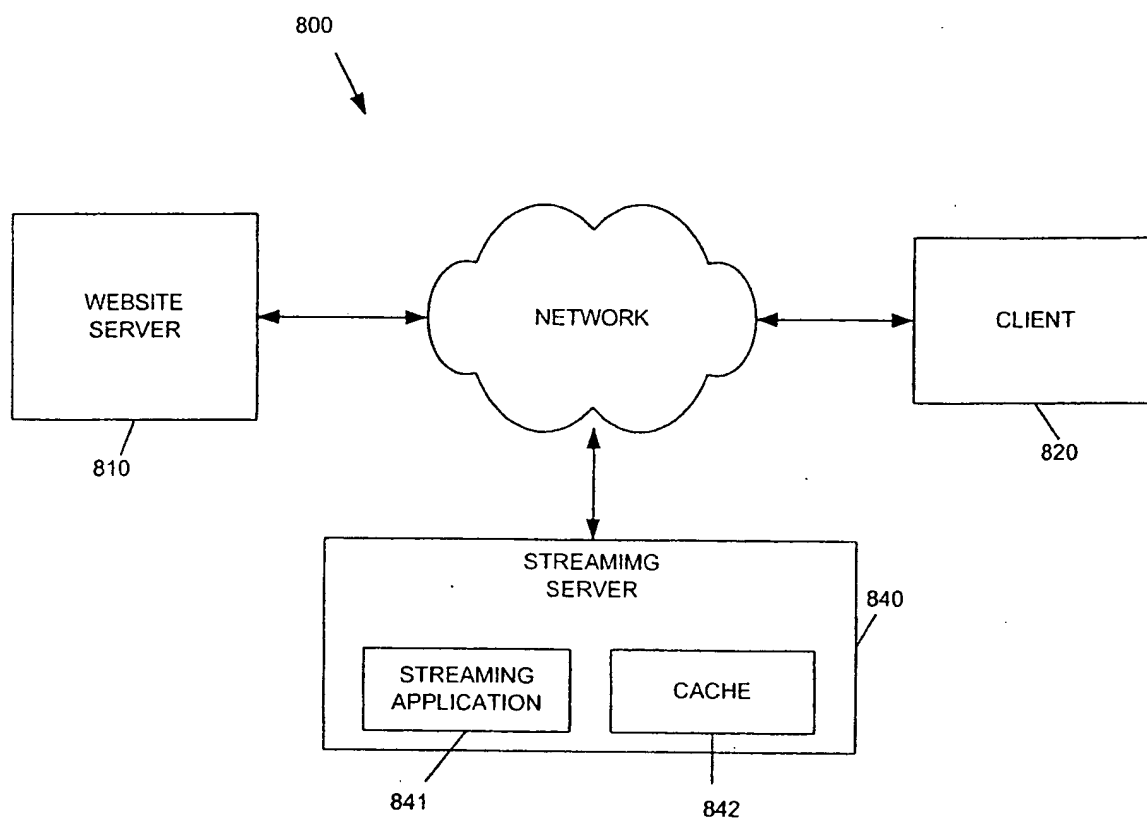 800
WEBSITE
SERVER
NETWORK
CLIENT
810
820
STREAMIMG
SERVER
840
STREAMING
APPLICATION
CACHE
841
842